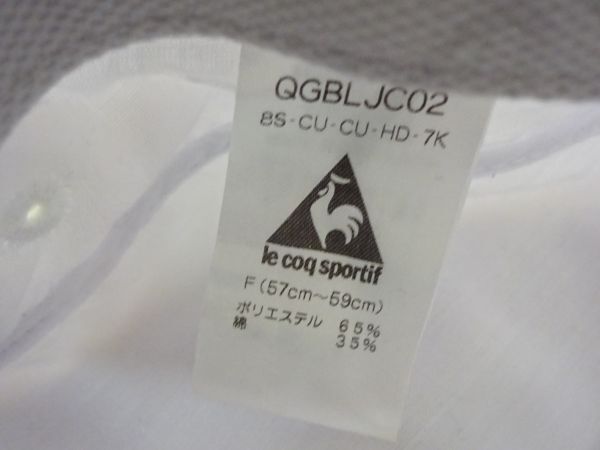 QGBLJC02
8S-CU-CU-HD-7K
le coq sportif
F(57cm～59cm)
ポリエステル 65%
綿 35%